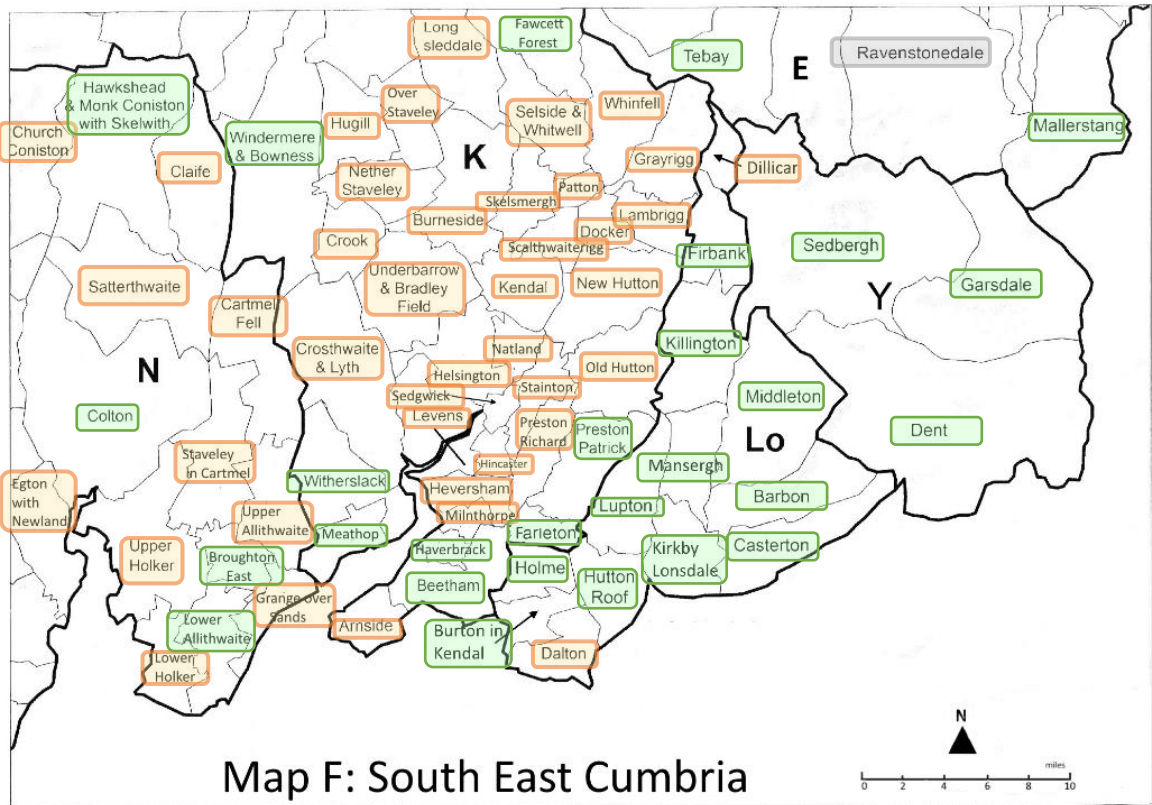 Long
sleddale
Fawcett
Forest
Tebay
E
Ravenstonedale
Hawkshead
& Monk Coniston
with Skelwith
Over
Staveley
Whinfell
Selside &
Whitwell
Hugill
Mallerstang
Church
Coniston
Windermere
& Bowness
K
Claife
Grayrigg
Dillicar
Nether
Staveley
Patton
Skelsmergh
Burneside
Lambrigg
Docker
Crook
Scalthwaiterigg
Firbank
Sedbergh
Satterthwaite
Underbarrow
& Bradley
Field
Kendal
New Hutton
Garsdale
Y
Cartmel
Fell
Crosthwaite
& Lyth
Natland
Killington
N
Helsington
Old Hutton
Stainton
Sedgwick
Middleton
Levens
Colton
Preston
Richard
Preston
Patrick
Lo
Dent
Staveley
in Cartmel
Hincaster
Mansergh
Egton
with
Newland
Witherslack
Heversham
Barbon
Upper
Allithwaite
Milnthorpe
Lupton
Meathop
Farleton
Upper
Holker
Broughton
East
Haverbrack
Kirkby
Lonsdale
Casterton
Holme
Beetham
Hutton
Roof
Grange over
Sands
Lower
Allithwaite
Arnside
Burton in
Kendal
Dalton
Lower
Holker
N
Map F: South East Cumbria
miles
0 2 4 6 8 10